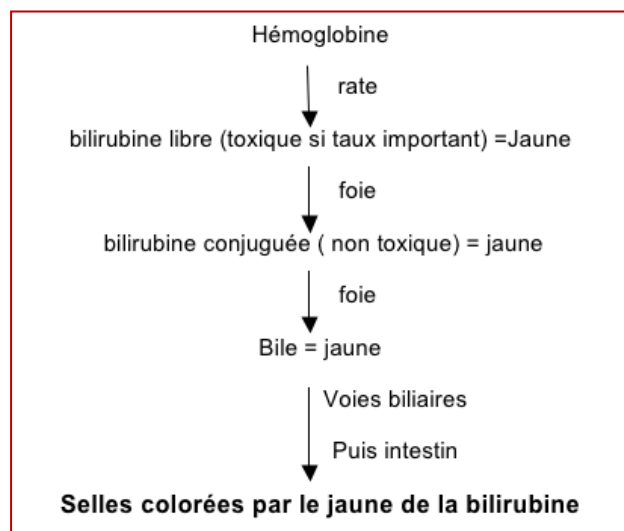 Hémoglobine
rate
bilirubine libre (toxique si taux important) =Jaune
foie
bilirubine conjuguée ( non toxique) = jaune
foie
Bile = jaune
Voies biliaires
Puis intestin
Selles colorées par le jaune de la bilirubine